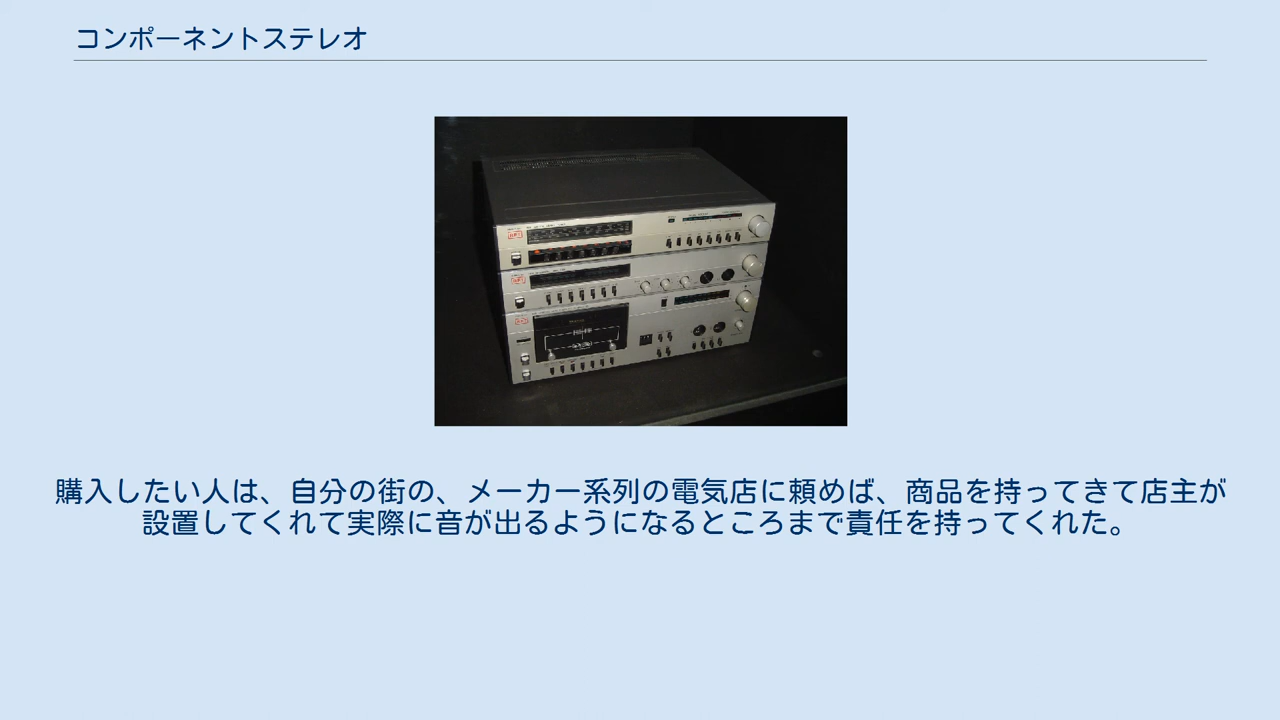 コンポーネントステレオ
購入したい人は、自分の街の、メーカー系列の電気店に頼めば、商品を持ってきて店主が
設置してくれて実際に音が出るようになるところまで責任を持ってくれた。